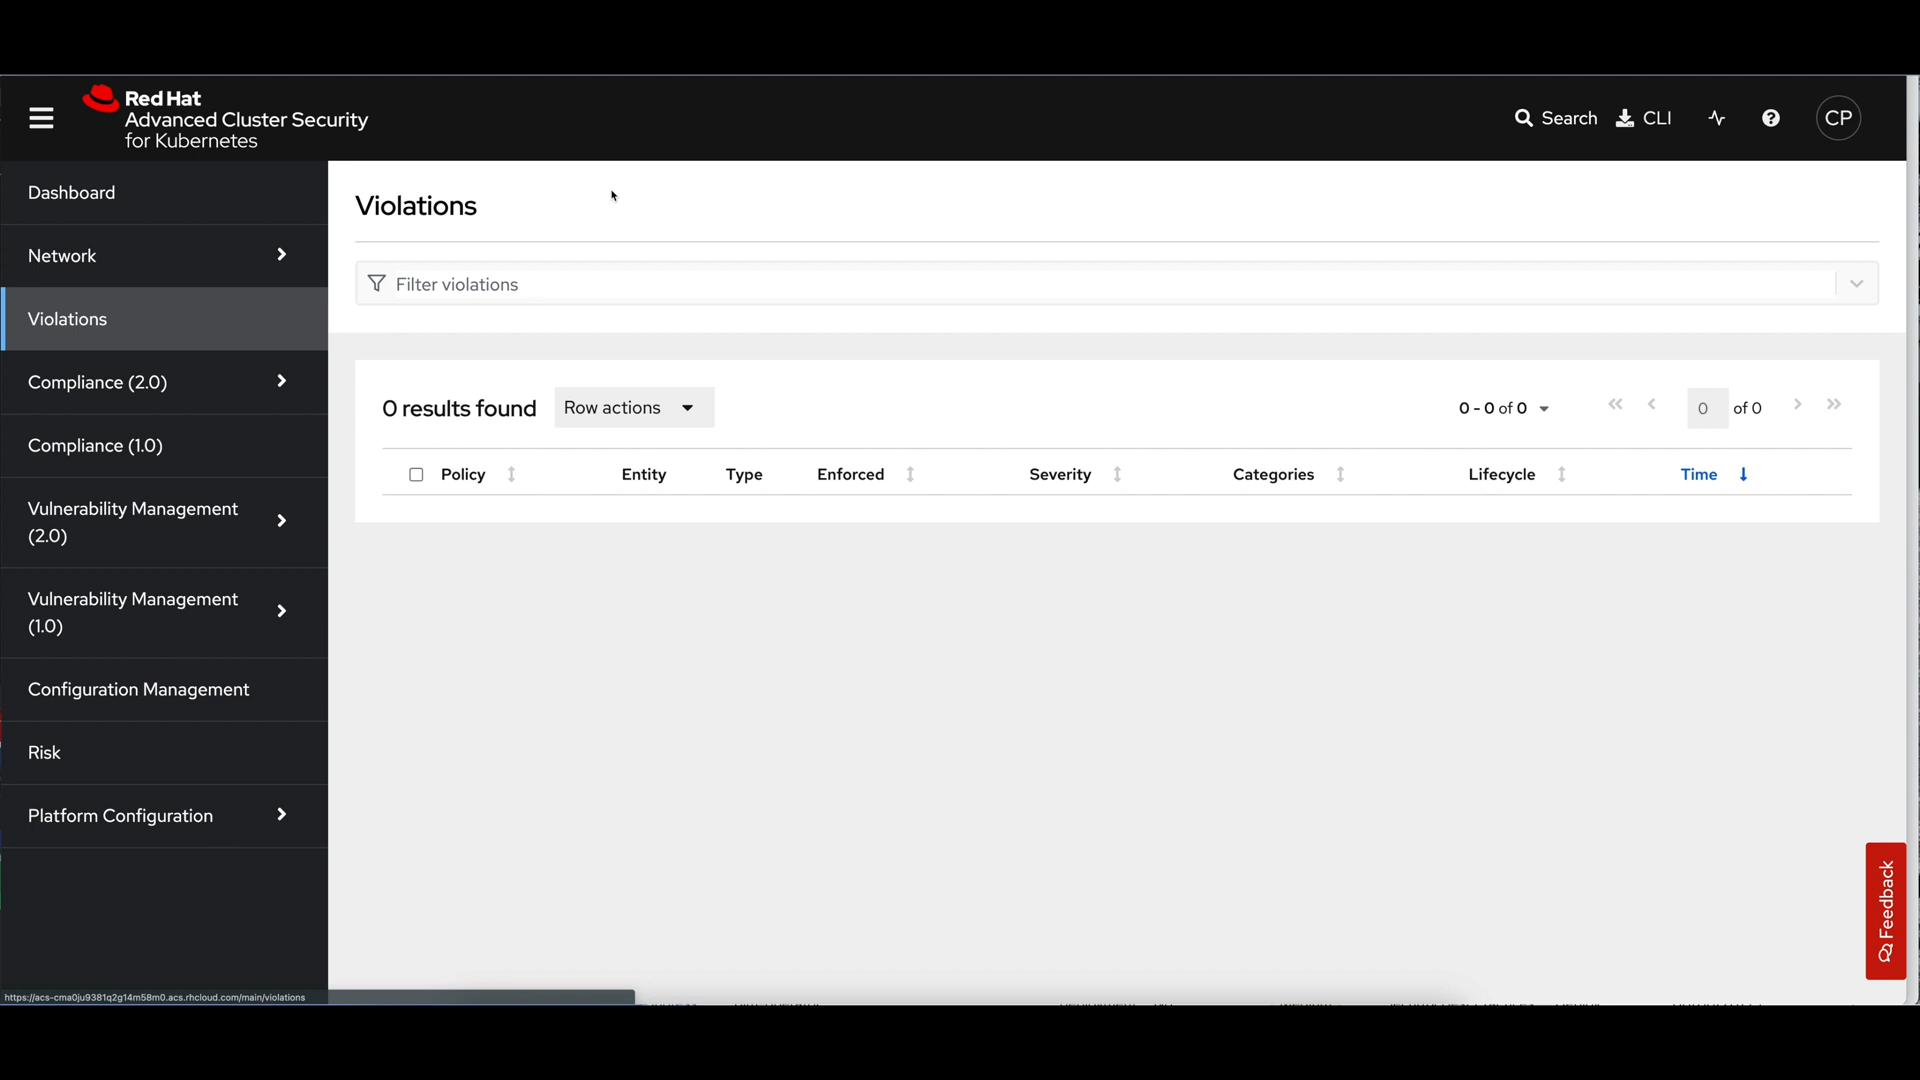 Red Hat
Advanced Cluster Security
for Kubernetes
Search
CLI
CP
Dashboard
Network
Violations
Compliance (2.0)
Compliance (1.0)
Vulnerability Management
(2.0)
Vulnerability Management
(1.0)
Configuration Management
Risk
Platform Configuration
Violations
Filter violations
0 results found
Row actions
0 - 0 of 0
0 of 0
Policy Entity Type Enforced Severity Categories Lifecycle Time
Feedback
https://acs-cma0ju9381q2g14m58m0.acs.rhcloud.com/main/violations